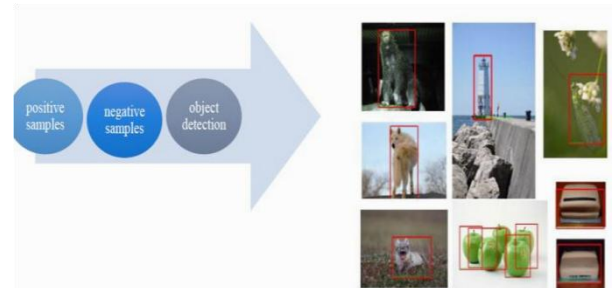 positive
samples
negative
samples
object
detection